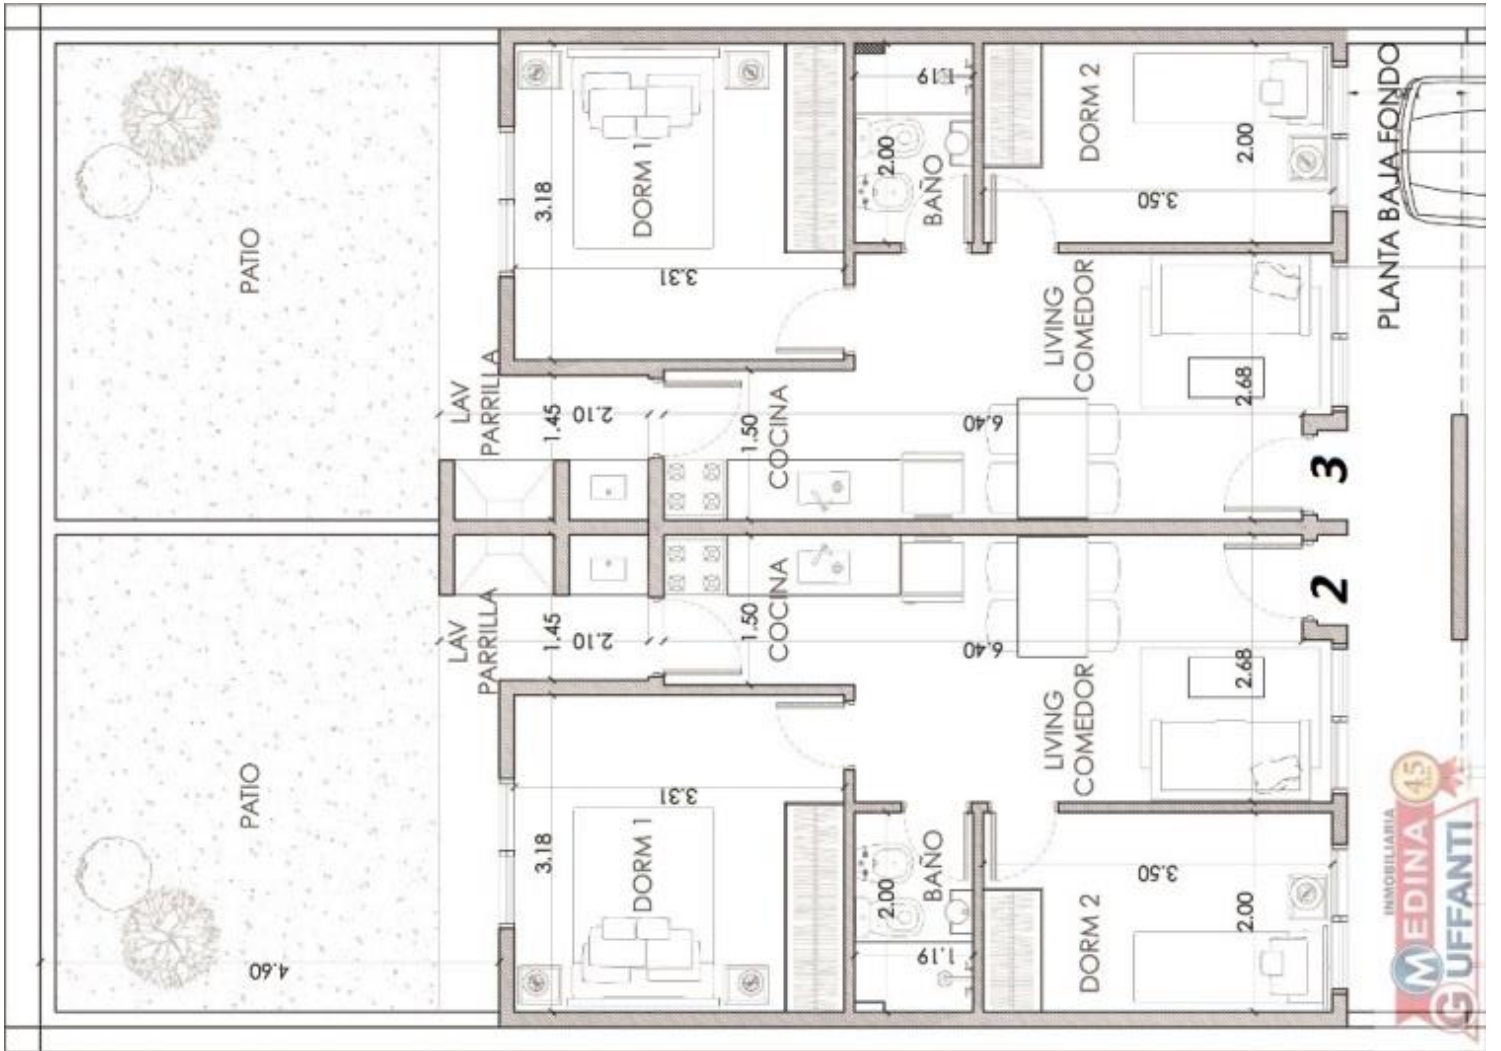 PATIO
3.18
DORM 1
3.31
1.19
2.00
BAÑO
DORM 2
2.00
3.50
PLANTA BAJA FONDO
LAV
PARRILLA
1.45
2.10
1.50
COCINA
LIVING
COMEDOR
6.40
2.68
3
PATIO
4.60
LAV
PARRILLA
1.45
2.10
1.50
COCINA
6.40
LIVING
COMEDOR
2.68
2
3.18
DORM 1
3.31
2.00
BAÑO
1.19
DORM 2
3.50
2.00
INMOBILIARIA
MEDINA
GUFFANTI
45